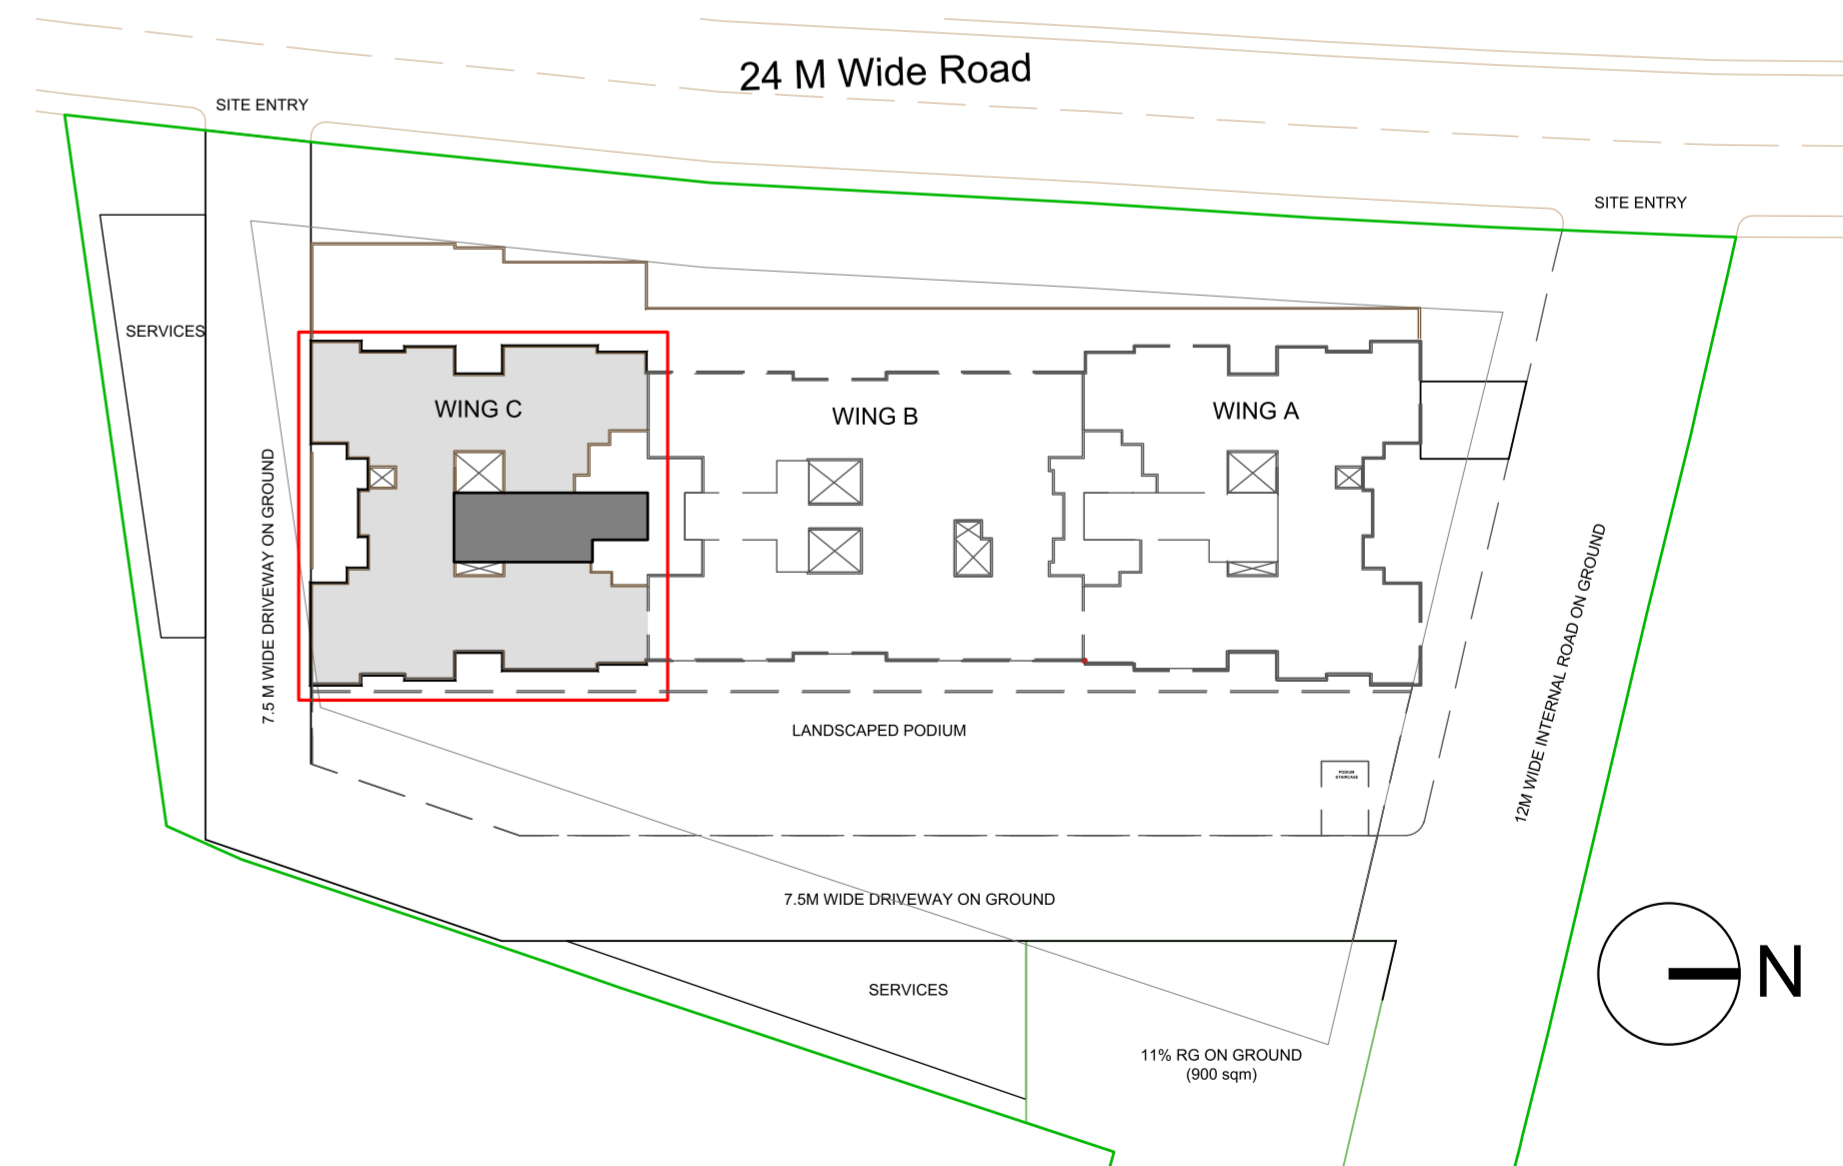 24 M Wide Road
SITE ENTRY
SITE ENTRY
SERVICES
WING C
WING B
WING A
7.5 M WIDE DRIVEWAY ON GROUND
12M WIDE INTERNAL ROAD ON GROUND
LANDSCAPED PODIUM
PODIUM
STAIRCASE
7.5M WIDE DRIVEWAY ON GROUND
SERVICES
N
11% RG ON GROUND
(900 sqm)